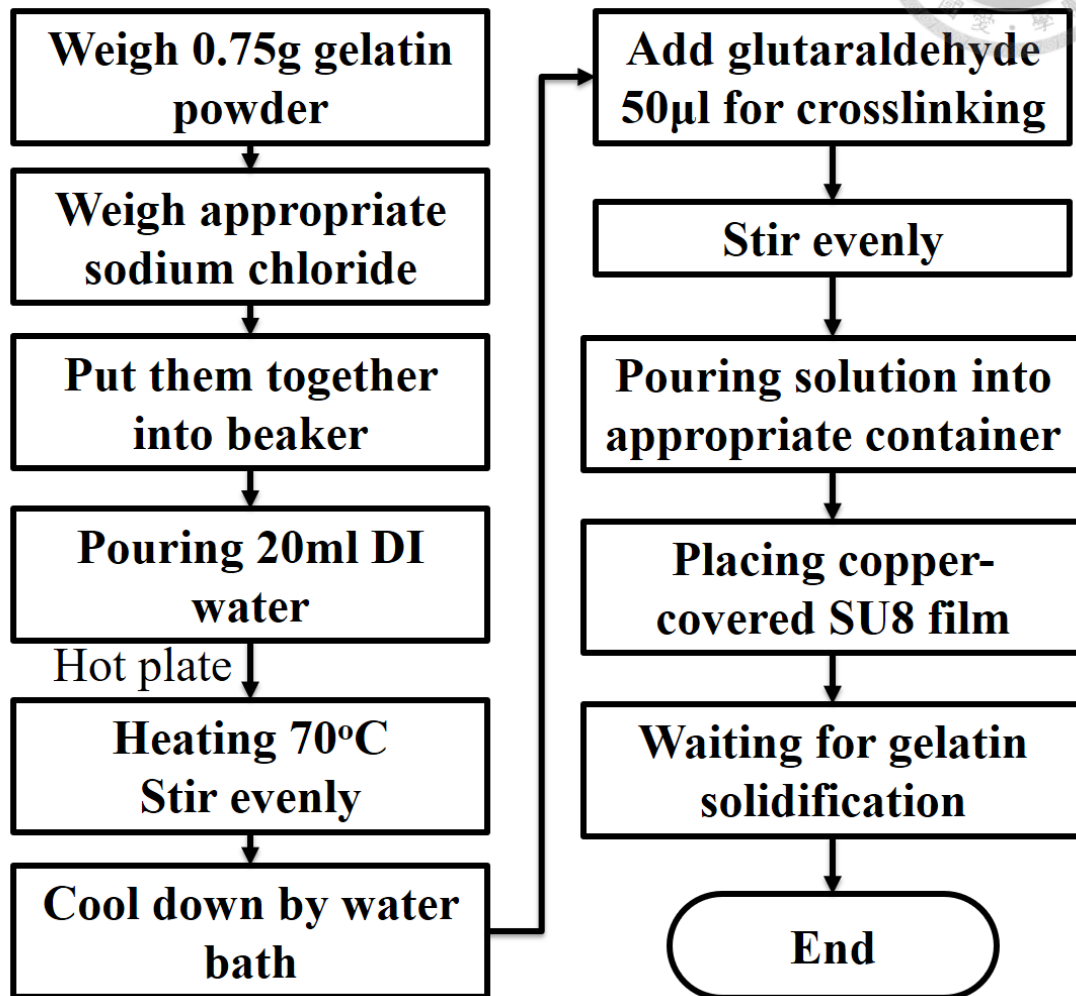 Weigh 0.75g gelatin
powder
Weigh appropriate
sodium chloride
Put them together
into beaker
Pouring 20ml DI
water
Hot plate
Heating 70°C
Stir evenly
Cool down by water
bath
Add glutaraldehyde
50μl for crosslinking
Stir evenly
Pouring solution into
appropriate container
Placing copper-
covered SU8 film
Waiting for gelatin
solidification
End